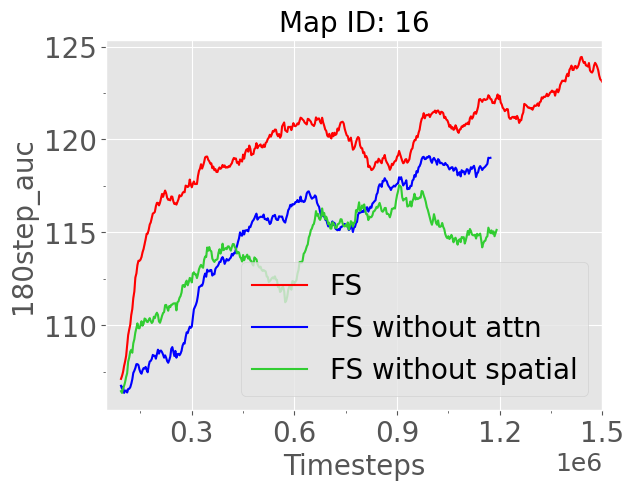 Map ID: 16
125
120
115
110
180step_auc
FS
FS without attn
FS without spatial
0.3
0.6
0.9
1.2
1.5
Timesteps
1e6